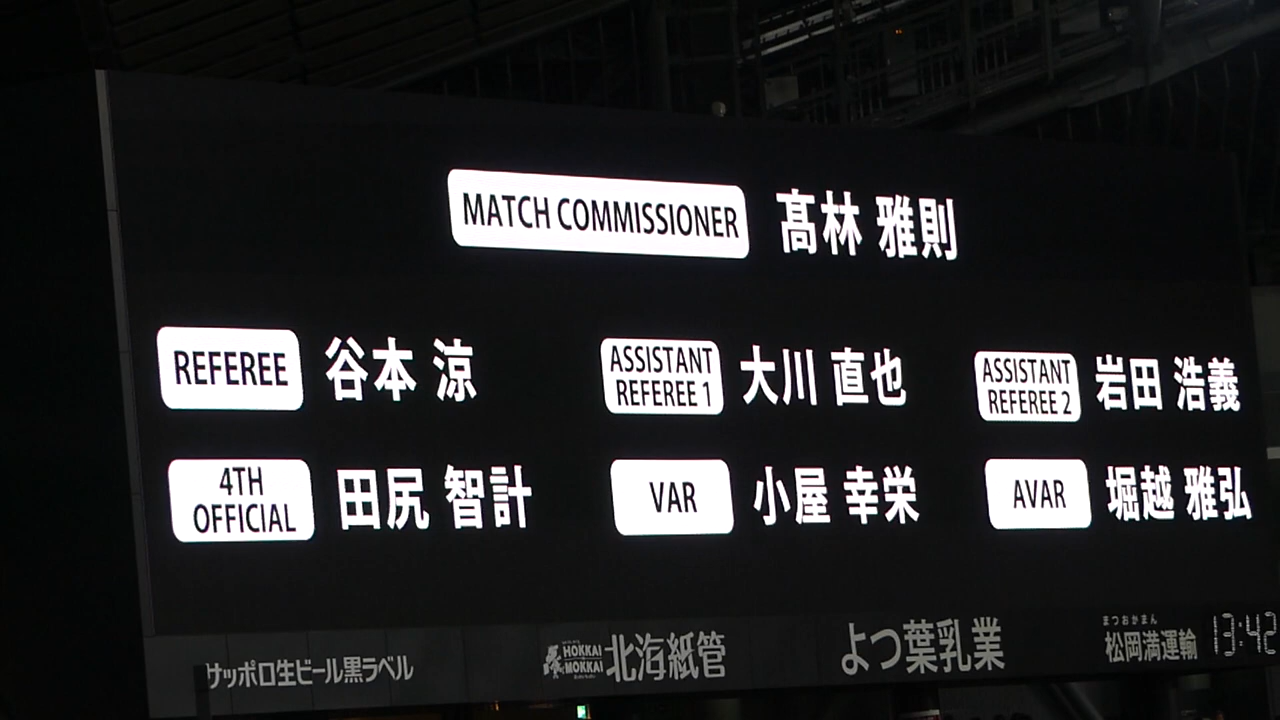 MATCH COMMISSIONER 髙林 雅則
REFEREE 谷本 涼
ASSISTANT
REFEREE 1
大川 直也
ASSISTANT
REFEREE 2
岩田 浩義
4TH
OFFICIAL
田尻 智計
VAR 小屋 幸栄
AVAR 堀越 雅弘
サッポロ生ビール黒ラベル
HOKKAI
MOKKAI
北海紙管
よつ葉乳業
まつおかまん
松岡満運輸
13:42